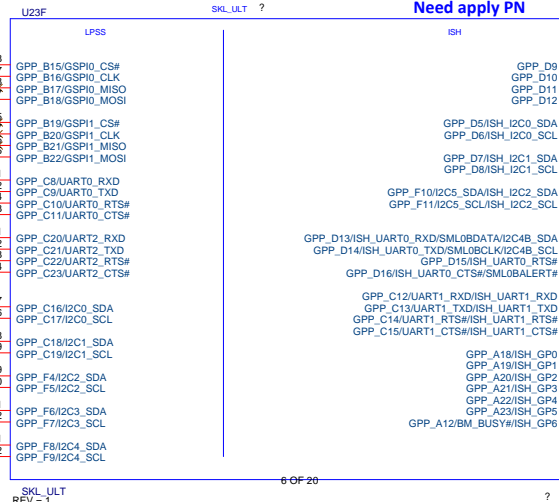 U23F
SKL_ULT ?
Need apply PN
LPSS
ISH
GPP_B15/GSPI0_CS#
GPP_B16/GSPI0_CLK
GPP_B17/GSPI0_MISO
GPP_B18/GSPI0_MOSI
GPP_B19/GSPI1_CS#
GPP_B20/GSPI1_CLK
GPP_B21/GSPI1_MISO
GPP_B22/GSPI1_MOSI
GPP_C8/UART0_RXD
GPP_C9/UART0_TXD
GPP_C10/UART0_RTS#
GPP_C11/UART0_CTS#
GPP_C20/UART2_RXD
GPP_C21/UART2_TXD
GPP_C22/UART2_RTS#
GPP_C23/UART2_CTS#
GPP_C16/I2C0_SDA
GPP_C17/I2C0_SCL
GPP_C18/I2C1_SDA
GPP_C19/I2C1_SCL
GPP_F4/I2C2_SDA
GPP_F5/I2C2_SCL
GPP_F6/I2C3_SDA
GPP_F7/I2C3_SCL
GPP_F8/I2C4_SDA
GPP_F9/I2C4_SCL
GPP_D9
GPP_D10
GPP_D11
GPP_D12
GPP_D5/ISH_I2C0_SDA
GPP_D6/ISH_I2C0_SCL
GPP_D7/ISH_I2C1_SDA
GPP_D8/ISH_I2C1_SCL
GPP_F10/I2C5_SDA/ISH_I2C2_SDA
GPP_F11/I2C5_SCL/ISH_I2C2_SCL
GPP_D13/ISH_UART0_RXD/SML0BDATA/I2C4B_SDA
GPP_D14/ISH_UART0_TXD/SML0BCLK/I2C4B_SCL
GPP_D15/ISH_UART0_RTS#
GPP_D16/ISH_UART0_CTS#/SML0BALERT#
GPP_C12/UART1_RXD/ISH_UART1_RXD
GPP_C13/UART1_TXD/ISH_UART1_TXD
GPP_C14/UART1_RTS#/ISH_UART1_RTS#
GPP_C15/UART1_CTS#/ISH_UART1_CTS#
GPP_A18/ISH_GP0
GPP_A19/ISH_GP1
GPP_A20/ISH_GP2
GPP_A21/ISH_GP3
GPP_A22/ISH_GP4
GPP_A23/ISH_GP5
GPP_A12/BM_BUSY#/ISH_GP6
6 OF 20
SKL_ULT
REV = 1
?